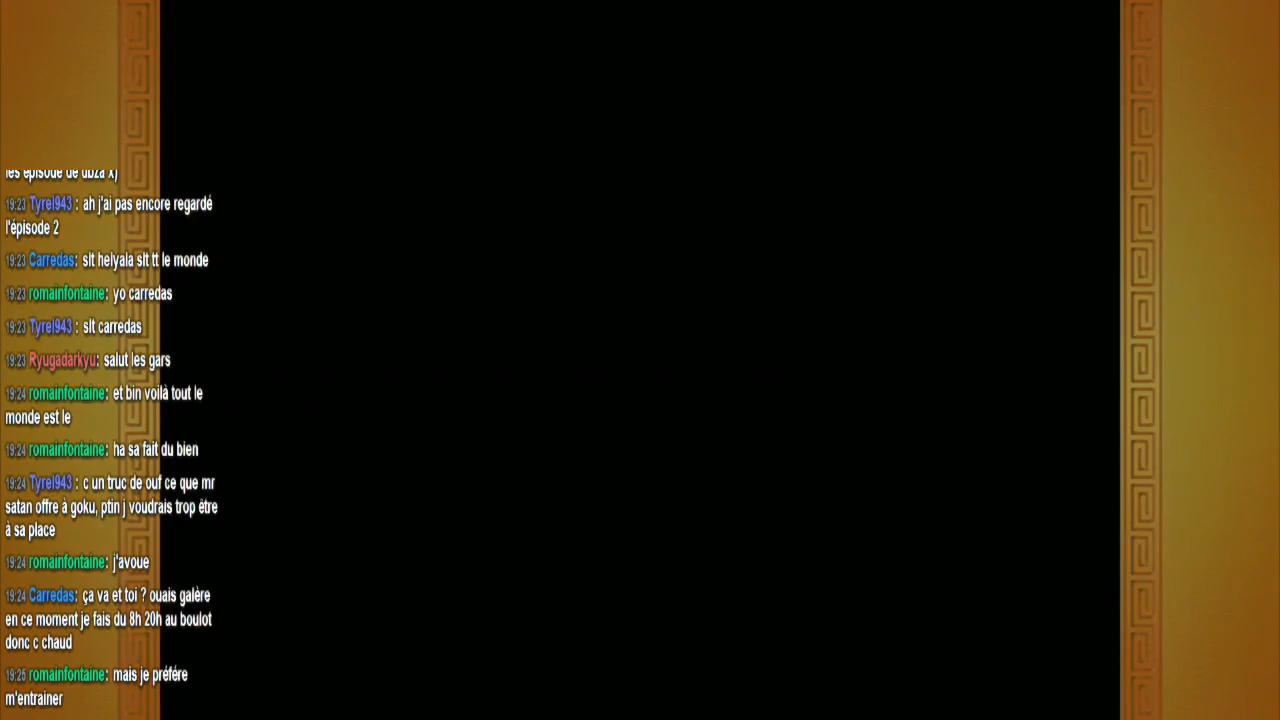 les épisode de dbza x)
19:23 Tyrel943 : ah j'ai pas encore regardé
l'épisode 2
19:23 Carredas: slt helyala slt tt le monde
19:23 romainfontaine: yo carredas
19:23 Tyrel943 : slt carredas
19:23 Ryugadarkyu: salut les gars
19:24 romainfontaine: et bin voilà tout le
monde est le
19:24 romainfontaine: ha sa fait du bien
19:24 Tyrel943 : c un truc de ouf ce que mr
satan offre à goku, ptin j voudrais trop être
à sa place
19:24 romainfontaine: j'avoue
19:24 Carredas: ça va et toi ? ouais galère
en ce moment je fais du 8h 20h au boulot
donc c chaud
19:25 romainfontaine: mais je préfére
m'entrainer